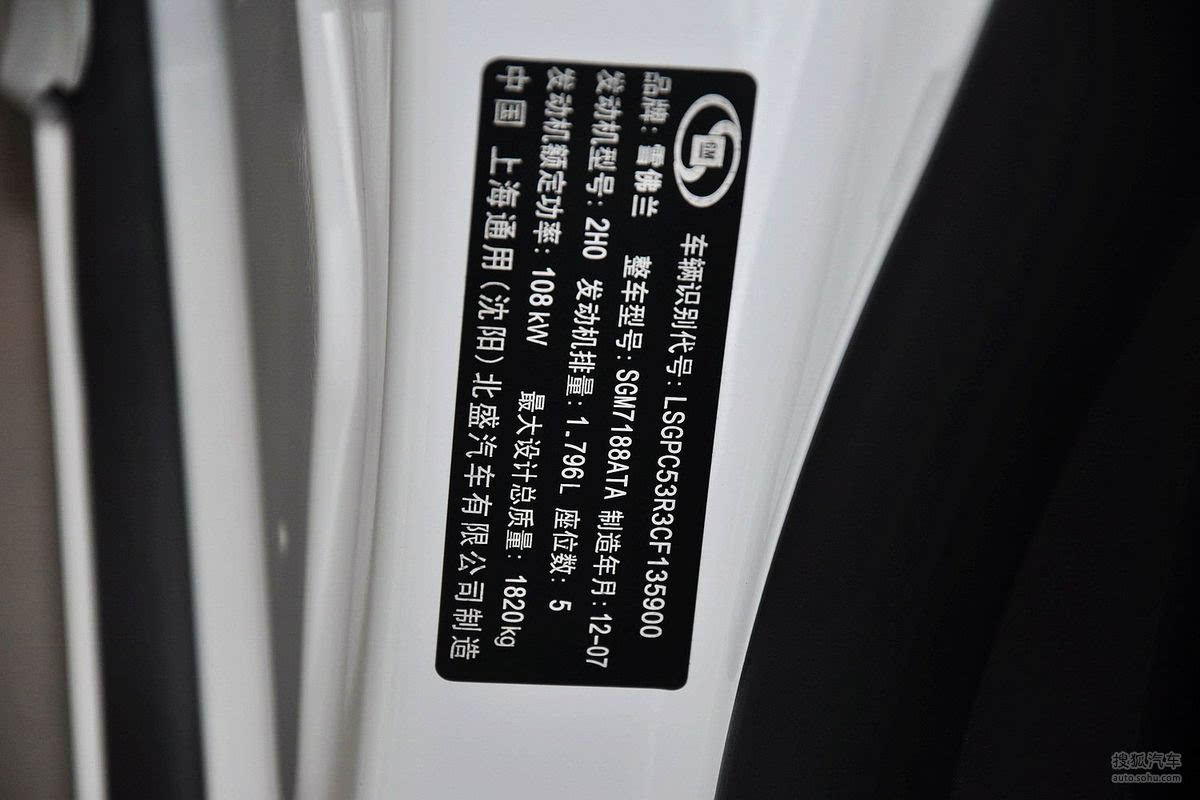 GM
车辆识别代号: LSGPC53R3CF135900
品牌: 雪佛兰 整车型号: SGM7188ATA 制造年月: 12-07
发动机型号: 2H0 发动机排量: 1.796L 座位数: 5
发动机额定功率: 108kW 最大设计总质量: 1820kg
中国 上海通用(沈阳)北盛汽车有限公司制造
搜狐汽车
auto.sohu.com